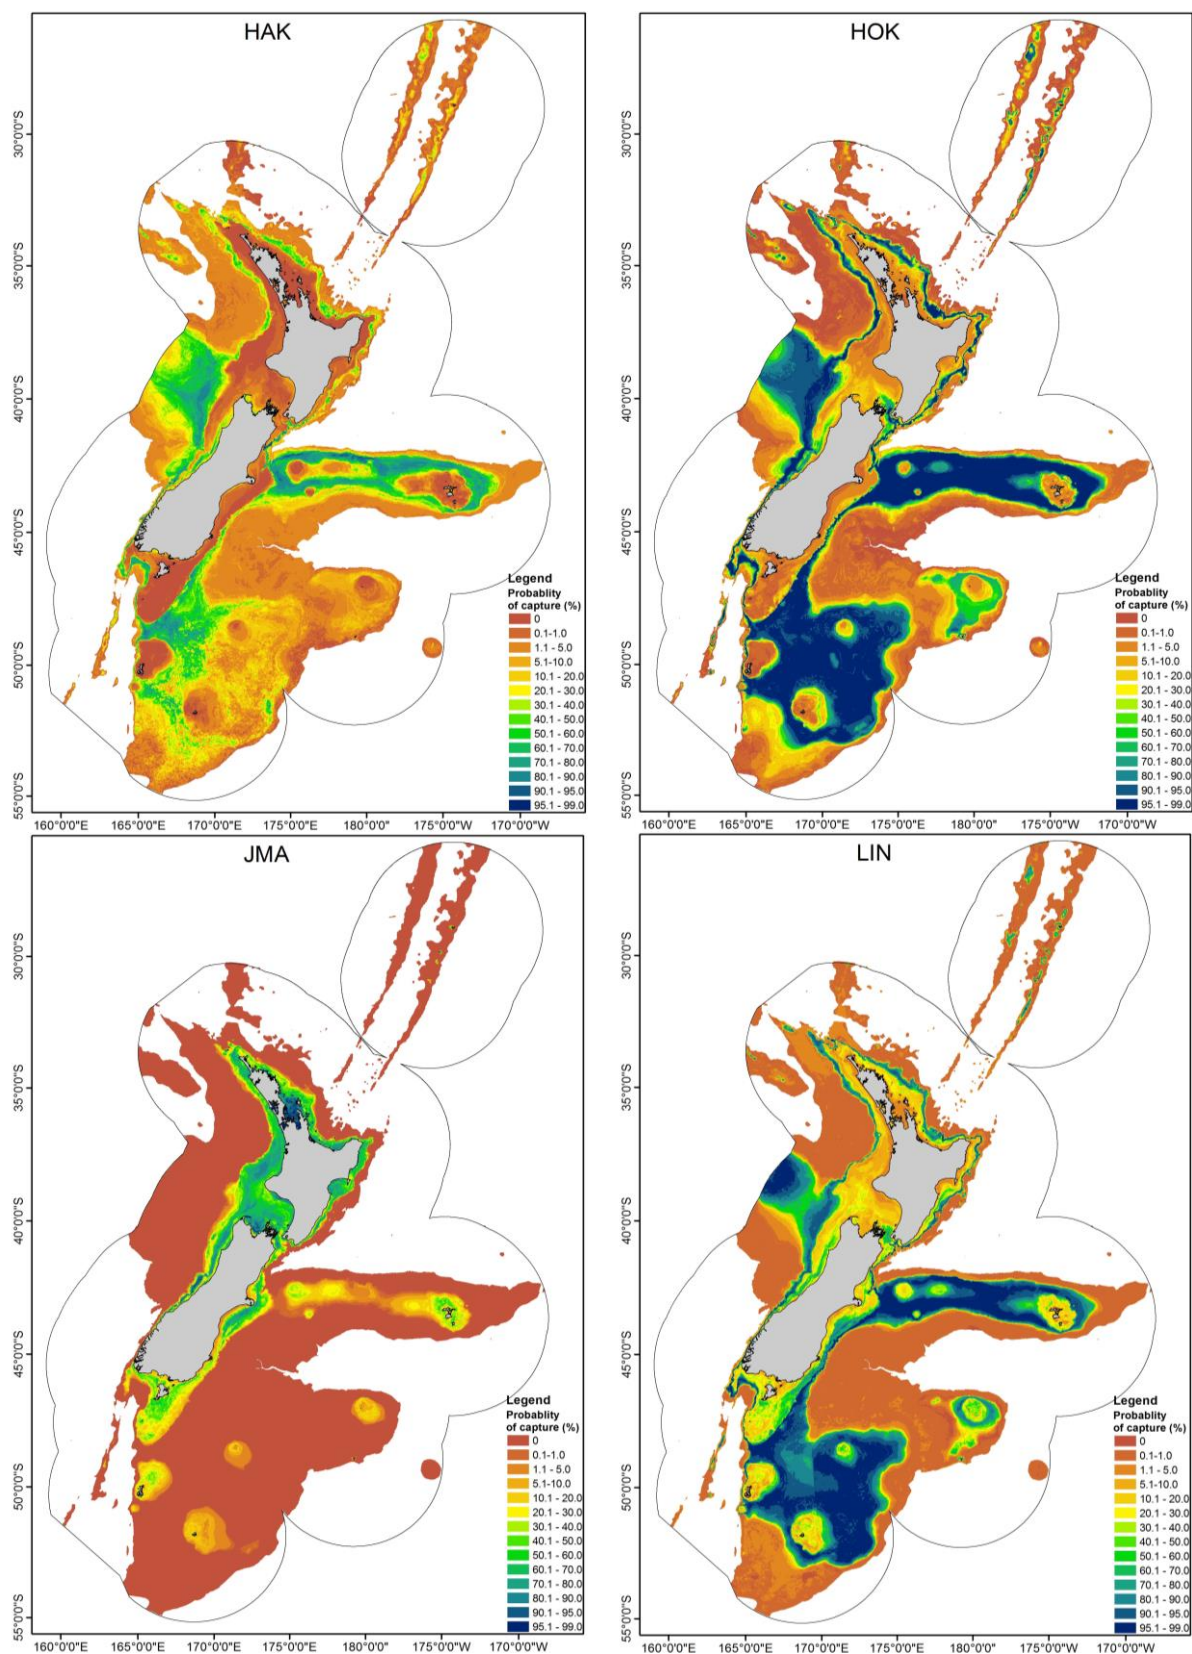 HAK
30°0'0"S
35°0'0"S
40°0'0"S
45°0'0"S
50°0'0"S
55°0'0"S
Legend
Probablity
of capture (%)
0
0.1-1.0
1.1 - 5.0
5.1-10.0
10.1 - 20.0
20.1 - 30.0
30.1 - 40.0
40.1 - 50.0
50.1 - 60.0
60.1 - 70.0
70.1 - 80.0
80.1 - 90.0
90.1 - 95.0
95.1 - 99.0
160°0'0"E 165°0'0"E 170°0'0"E 175°0'0"E 180°0'0" 175°0'0"W 170°0'0"W
HOK
30°0'0"S
35°0'0"S
40°0'0"S
45°0'0"S
50°0'0"S
55°0'0"S
Legend
Probablity
of capture (%)
0
0.1-1.0
1.1 - 5.0
5.1-10.0
10.1 - 20.0
20.1 - 30.0
30.1 - 40.0
40.1 - 50.0
50.1 - 60.0
60.1 - 70.0
70.1 - 80.0
80.1 - 90.0
90.1 - 95.0
95.1 - 99.0
160°0'0"E 165°0'0"E 170°0'0"E 175°0'0"E 180°0'0" 175°0'0"W 170°0'0"W
JMA
30°0'0"S
35°0'0"S
40°0'0"S
45°0'0"S
50°0'0"S
55°0'0"S
Legend
Probablity
of capture (%)
0
0.1-1.0
1.1 - 5.0
5.1-10.0
10.1 - 20.0
20.1 - 30.0
30.1 - 40.0
40.1 - 50.0
50.1 - 60.0
60.1 - 70.0
70.1 - 80.0
80.1 - 90.0
90.1 - 95.0
95.1 - 99.0
160°0'0"E 165°0'0"E 170°0'0"E 175°0'0"E 180°0'0" 175°0'0"W 170°0'0"W
LIN
30°0'0"S
35°0'0"S
40°0'0"S
45°0'0"S
50°0'0"S
55°0'0"S
Legend
Probablity
of capture (%)
0
0.1-1.0
1.1 - 5.0
5.1-10.0
10.1 - 20.0
20.1 - 30.0
30.1 - 40.0
40.1 - 50.0
50.1 - 60.0
60.1 - 70.0
70.1 - 80.0
80.1 - 90.0
90.1 - 95.0
95.1 - 99.0
160°0'0"E 165°0'0"E 170°0'0"E 175°0'0"E 180°0'0" 175°0'0"W 170°0'0"W